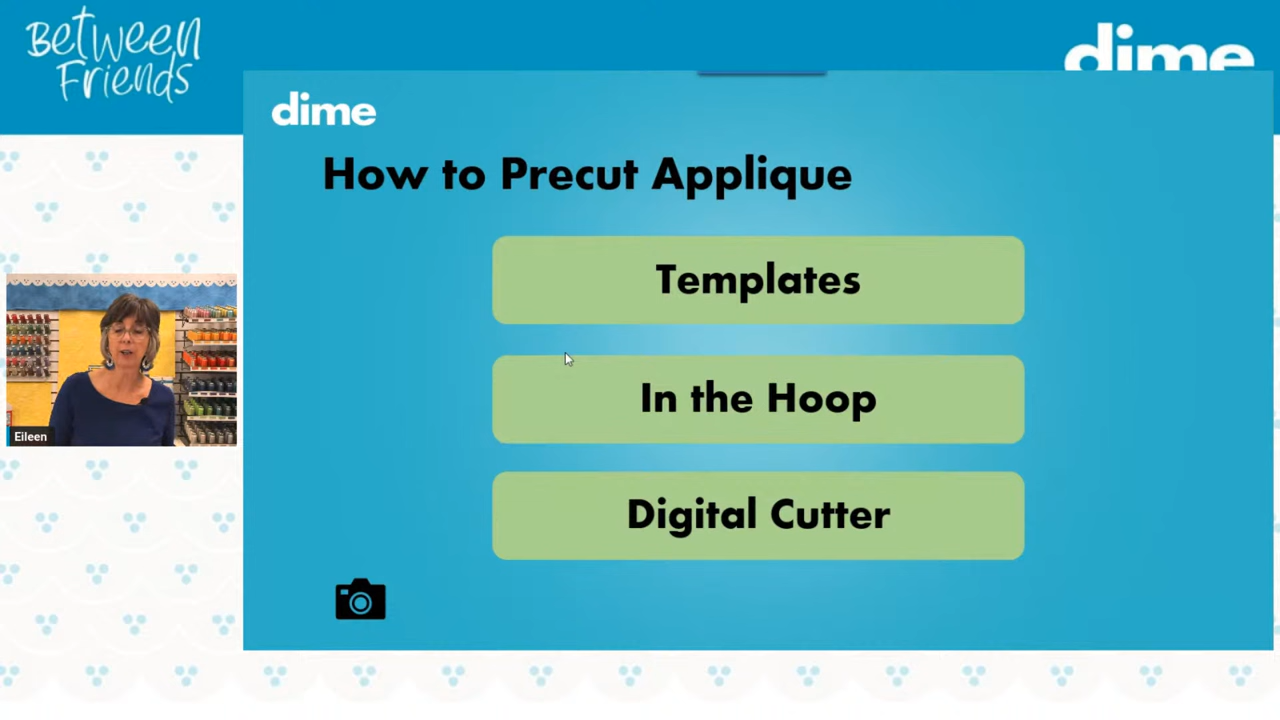 Between
Friends
dime
dime
How to Precut Applique
Templates
In the Hoop
Digital Cutter
Eileen